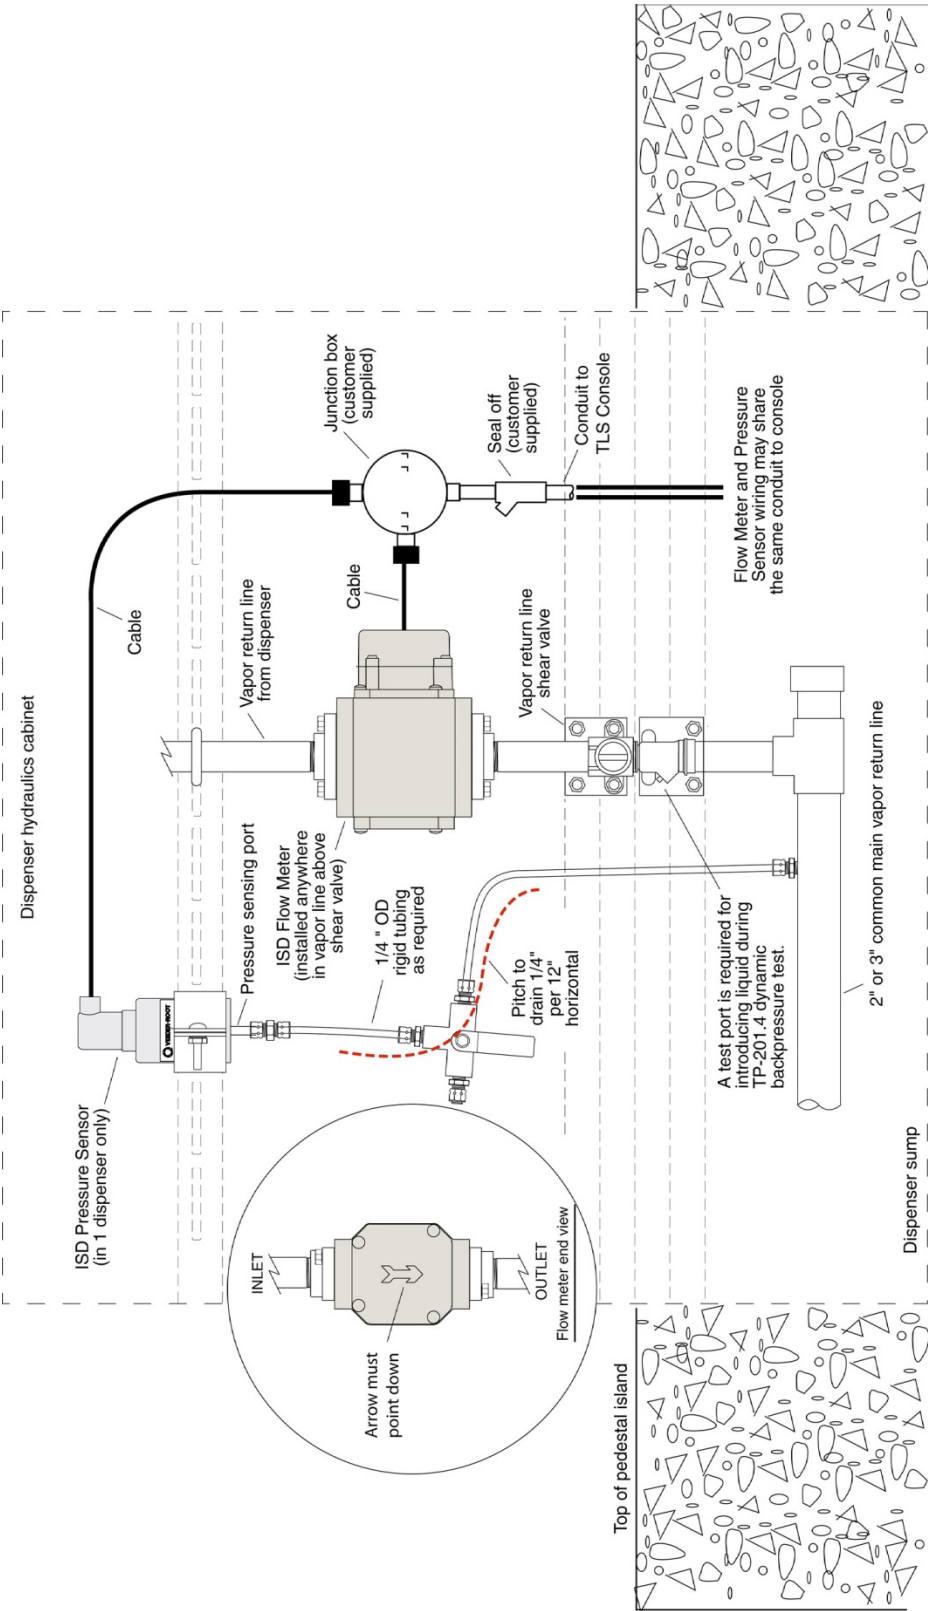 Dispenser hydraulics cabinet
ISD Pressure Sensor
(in 1 dispenser only)
VEEDER-ROOT
Cable
Pressure sensing port
Vapor return line
from dispenser
Junction box
(customer
supplied)
ISD Flow Meter
(installed anywhere
in vapor line above
shear valve)
Cable
1/4 " OD
rigid tubing
as required
Seal off
(customer
supplied)
INLET
Arrow must
point down
OUTLET
Flow meter end view
Pitch to
drain 1/4"
per 12"
horizontal
Vapor return line
shear valve
Conduit to
TLS Console
Top of pedestal island
A test port is required for
introducing liquid during
TP-201.4 dynamic
backpressure test.
Flow Meter and Pressure
Sensor wiring may share
the same conduit to console
2" or 3" common main vapor return line
Dispenser sump